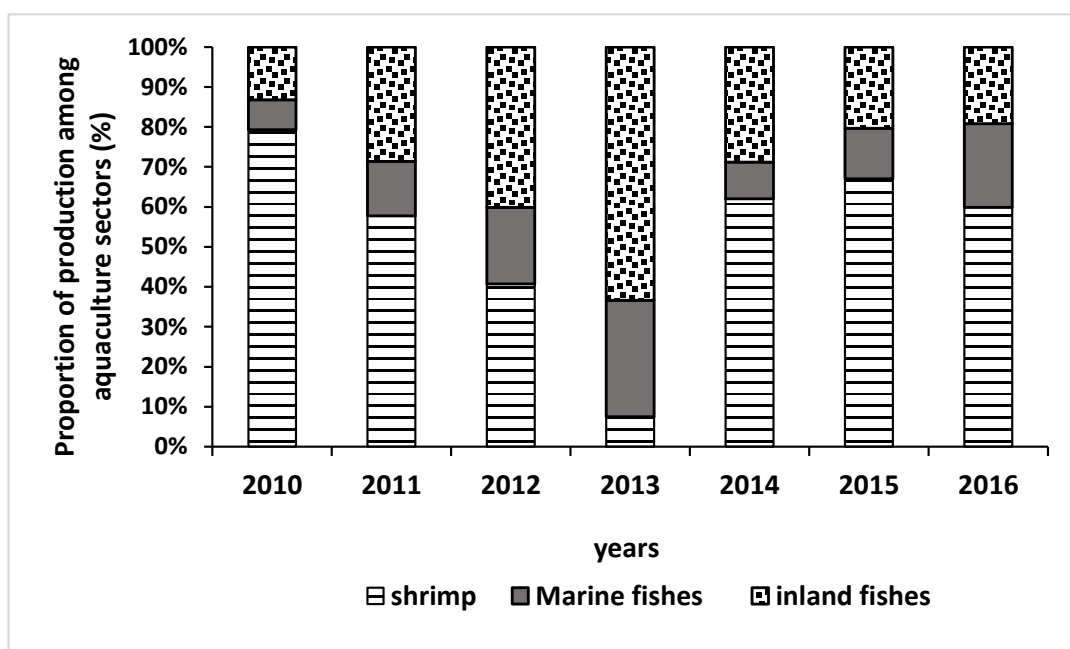 Proportion of production among
aquaculture sectors (%)
100%
90%
80%
70%
60%
50%
40%
30%
20%
10%
0%
2010 2011 2012 2013 2014 2015 2016
years
shrimp Marine fishes inland fishes